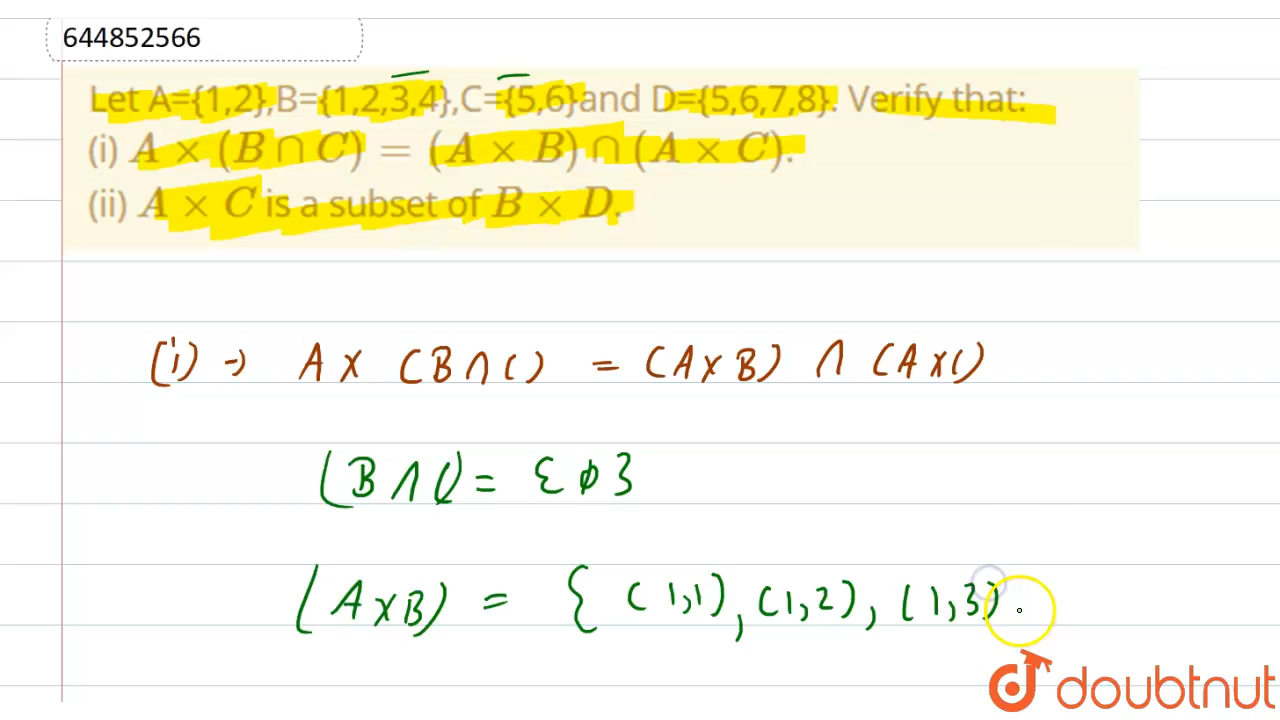 644852566
Let A={1,2},B={1,2,3,4},C={5,6}and D={5,6,7,8}. Verify that:
(i) A × (B ∩ C) = (A × B) ∩ (A × C).
(ii) A × C is a subset of B × D.
(i) → A × (B ∩ C) = (A × B) ∩ (A × C)
(B ∩ C) = {ϕ}
(A × B) = { (1,1), (1,2), (1,3)
doubtnut